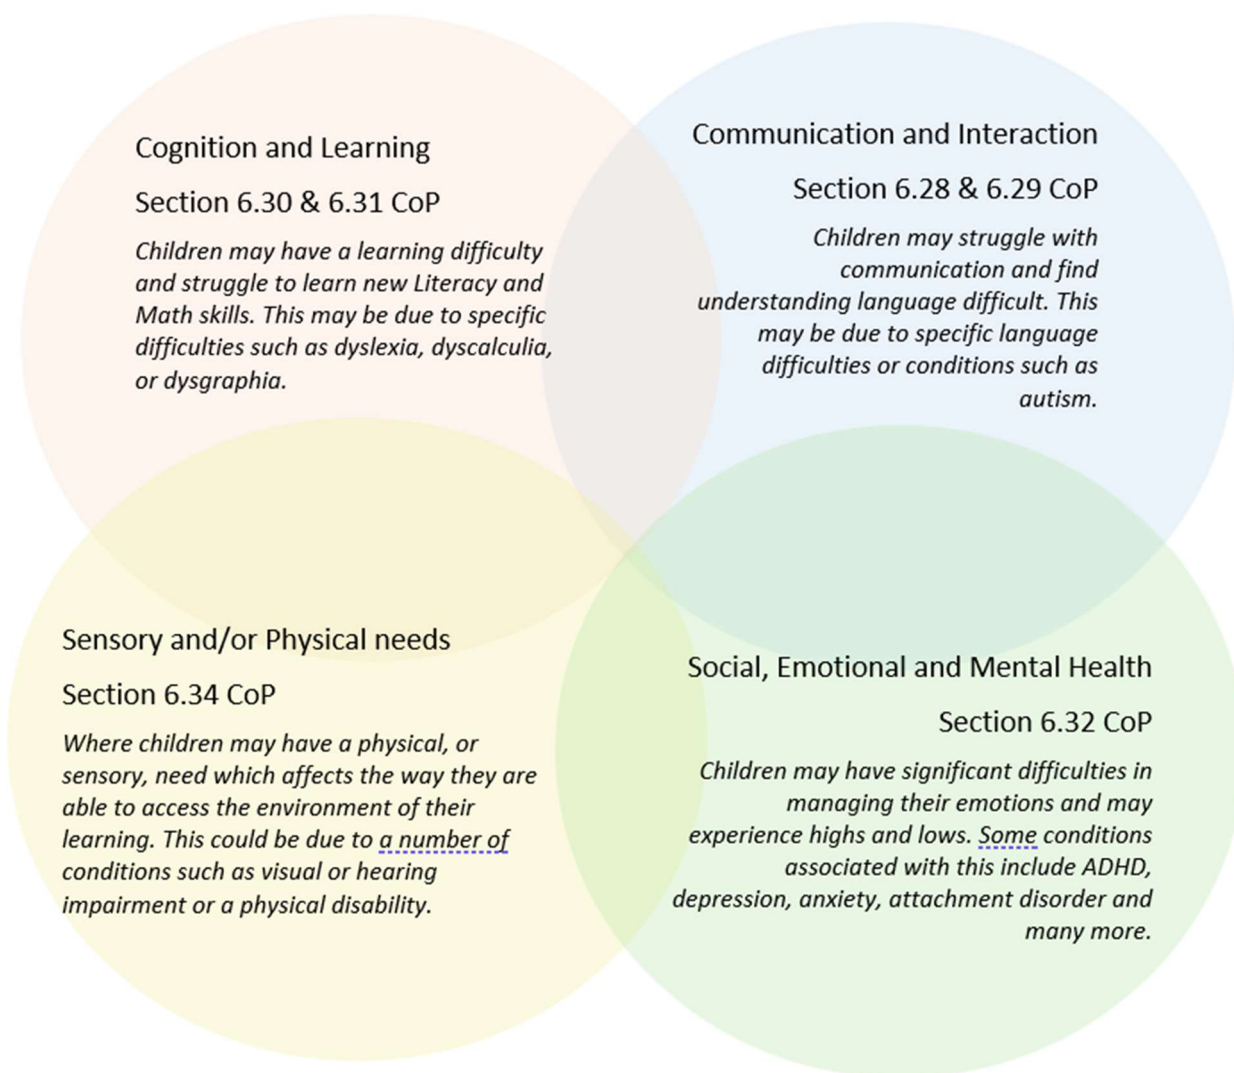 Cognition and Learning
Section 6.30 & 6.31 CoP
Children may have a learning difficulty
and struggle to learn new Literacy and
Math skills. This may be due to specific
difficulties such as dyslexia, dyscalculia,
or dysgraphia.
Communication and Interaction
Section 6.28 & 6.29 CoP
Children may struggle with
communication and find
understanding language difficult. This
may be due to specific language
difficulties or conditions such as
autism.
Sensory and/or Physical needs
Section 6.34 CoP
Where children may have a physical, or
sensory, need which affects the way they are
able to access the environment of their
learning. This could be due to a number of
conditions such as visual or hearing
impairment or a physical disability.
Social, Emotional and Mental Health
Section 6.32 CoP
Children may have significant difficulties in
managing their emotions and may
experience highs and lows. Some conditions
associated with this include ADHD,
depression, anxiety, attachment disorder and
many more.